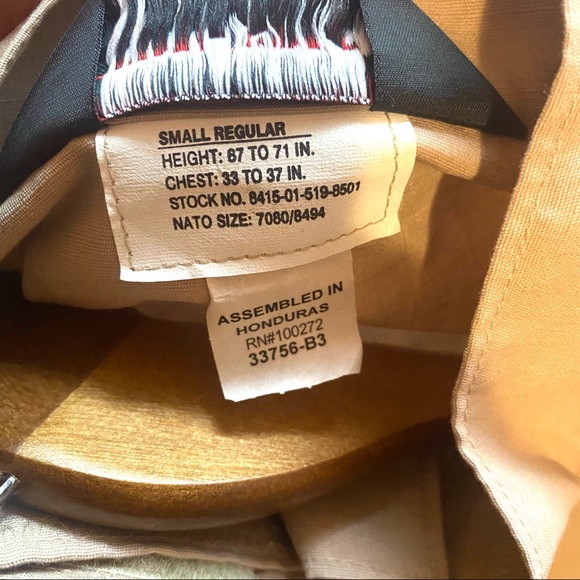 SMALL REGULAR
HEIGHT: 67 TO 71 IN.
CHEST: 33 TO 37 IN.
STOCK NO. 8415-01-519-8501
NATO SIZE: 7080/8494
ASSEMBLED IN
HONDURAS
RN#100272
33756-B3